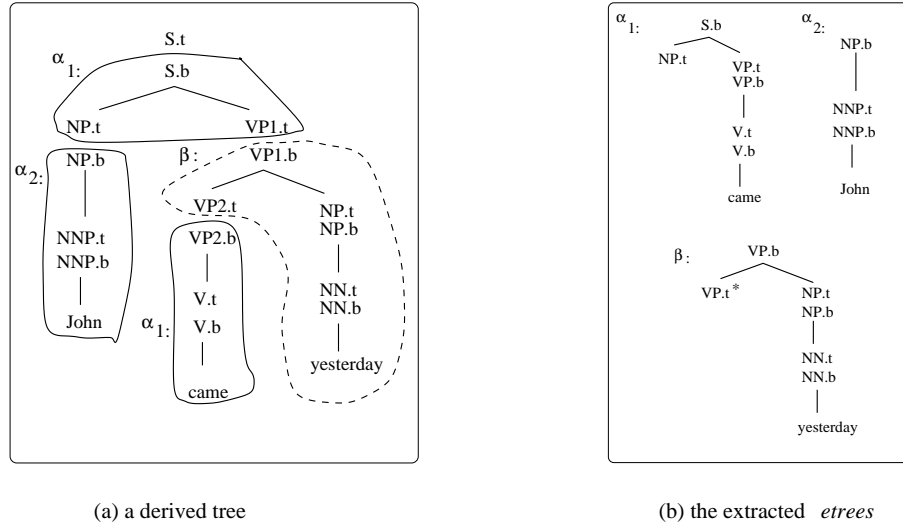 S.t
α1:
S.b
NP.t VP1.t
β:
VP1.b
α2:
NP.b
VP2.t
NP.t
NP.b
NNP.t
NNP.b
VP2.b
V.t
V.b
NN.t
NN.b
α1:
John
came
yesterday
(a) a derived tree
α1:
S.b
NP.t
VP.t
VP.b
V.t
V.b
came
α2:
NP.b
NNP.t
NNP.b
John
β:
VP.b
VP.t*
NP.t
NP.b
NN.t
NN.b
yesterday
(b) the extracted etrees